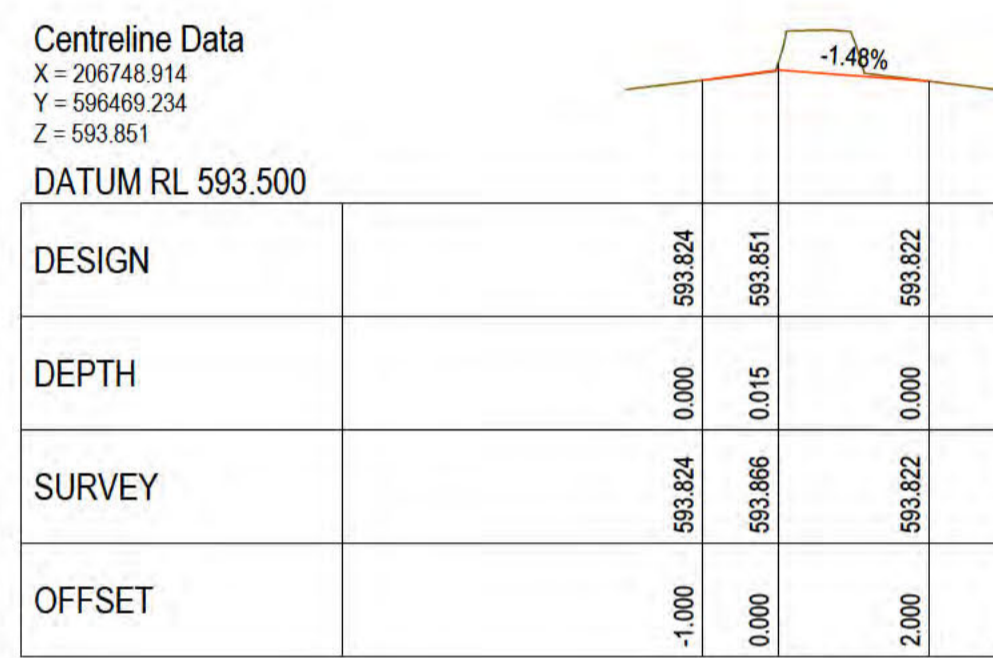 Centreline Data
X = 206748.914
Y = 596469.234
Z = 593.851
-1.48%
DATUM RL 593.500
DESIGN 593.824 593.851 593.822
DEPTH 0.000 0.015 0.000
SURVEY 593.824 593.866 593.822
OFFSET -1.000 0.000 2.000